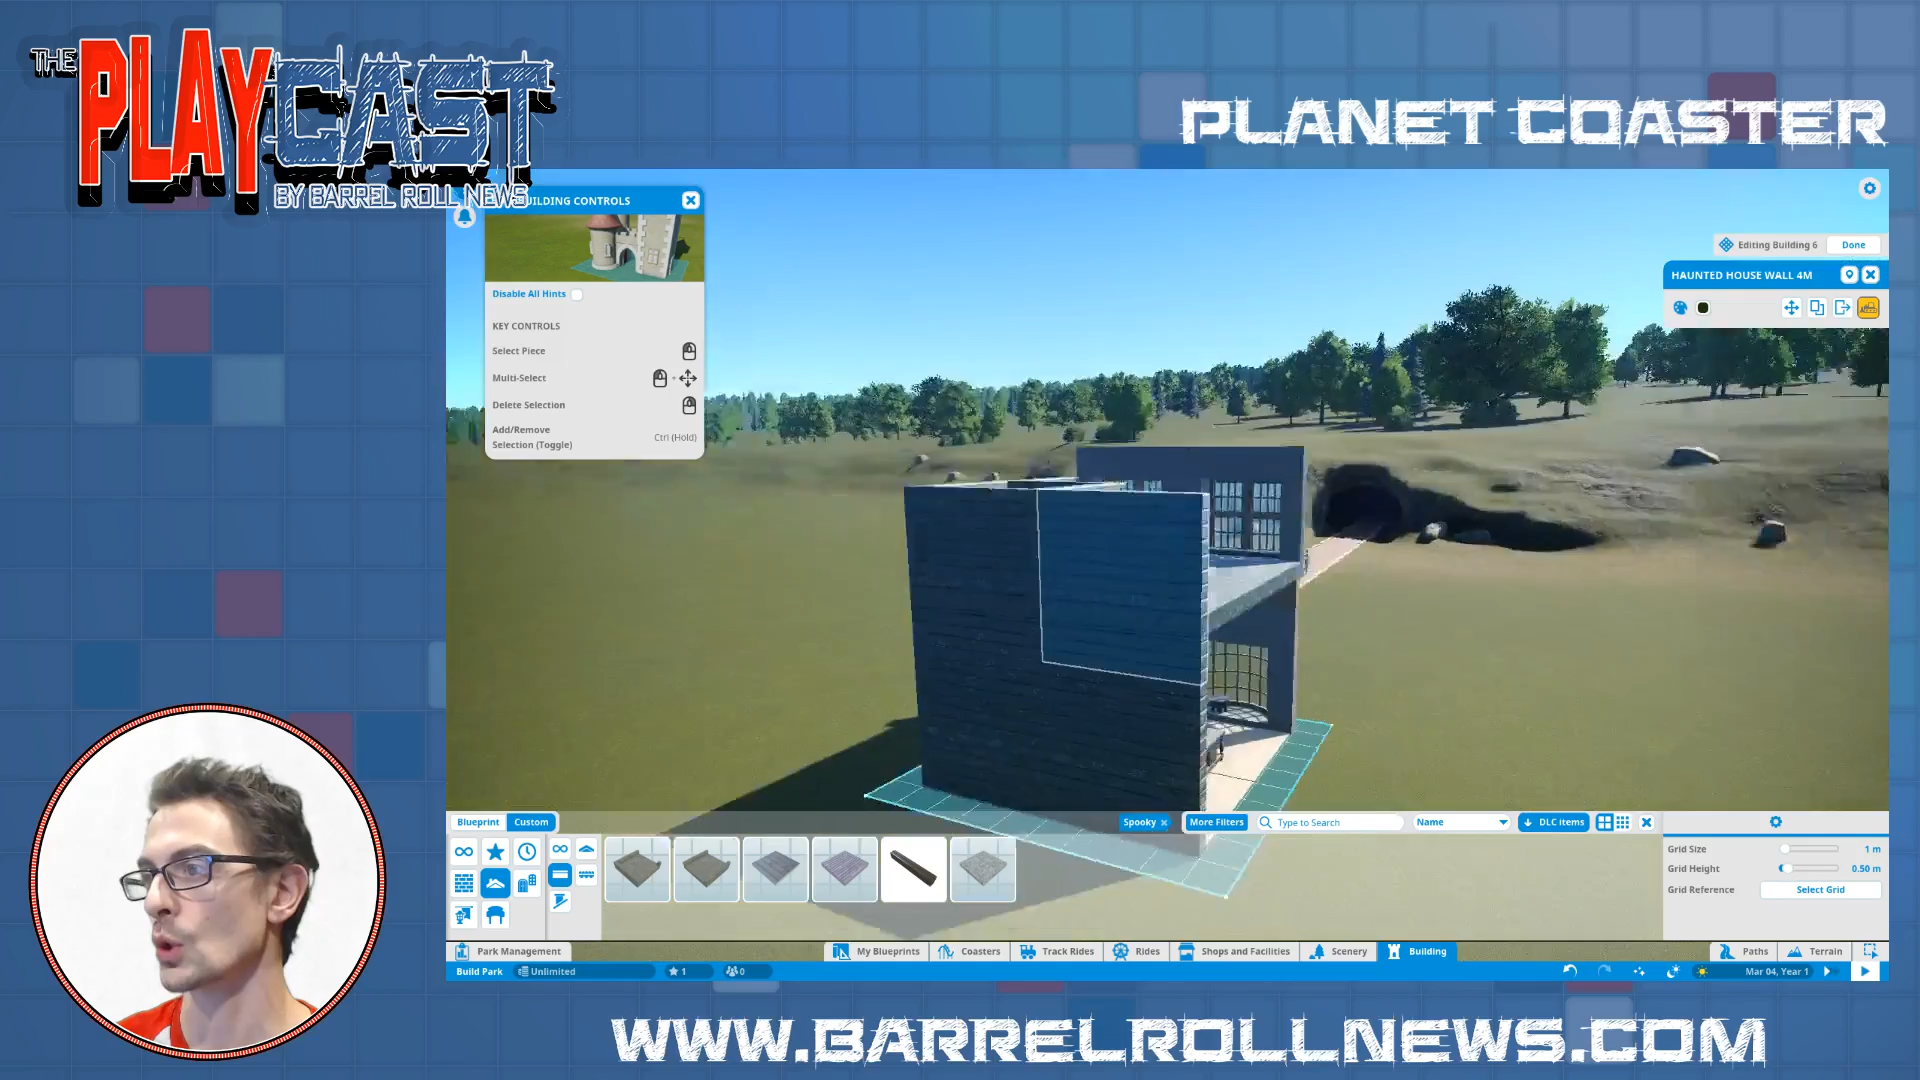 THE PLAYCAST
BY BARREL ROLL NEWS
PLANET COASTER
UILDING CONTROLS
Disable All Hints
KEY CONTROLS
Select Piece
Multi-Select
Delete Selection
Add/Remove
Selection (Toggle)
Ctrl (Hold)
Editing Building 6
Done
HAUNTED HOUSE WALL 4M
Blueprint
Custom
Spooky
More Filters
Type to Search
Name
DLC items
Grid Size
1 m
Grid Height
0.50 m
Grid Reference
Select Grid
Park Management
My Blueprints
Coasters
Track Rides
Rides
Shops and Facilities
Scenery
Building
Paths
Terrain
Build Park
Unlimited
1
0
Mar 04, Year 1
WWW.BARRELROLLNEWS.COM